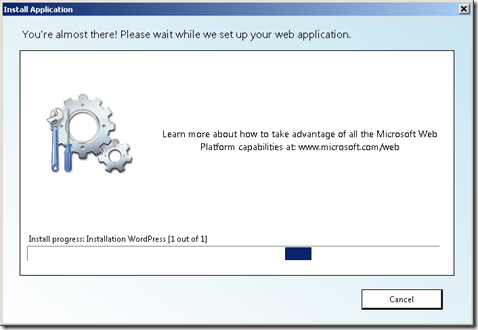 Install Application
You're almost there! Please wait while we set up your web application.
Learn more about how to take advantage of all the Microsoft Web
Platform capabilities at: www.microsoft.com/web
Install progress: Installation WordPress [1 out of 1]
Cancel